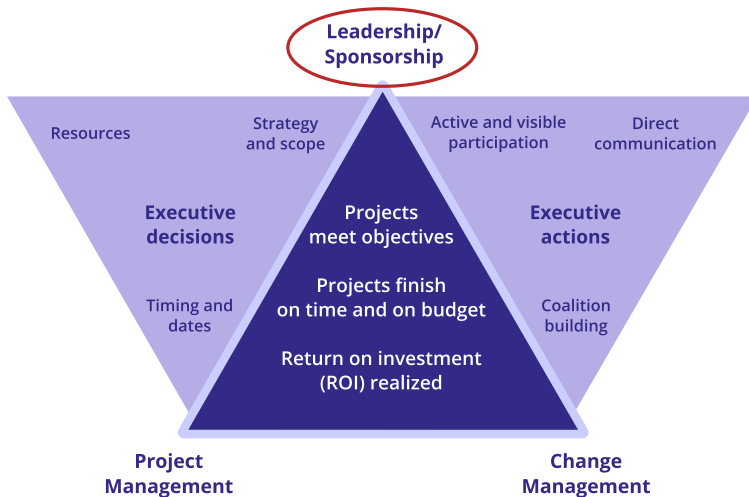 Leadership/
Sponsorship
Resources
Strategy
and scope
Active and visible
participation
Direct
communication
Executive
decisions
Projects
meet objectives
Executive
actions
Projects finish
on time and on budget
Timing and
dates
Coalition
building
Return on investment
(ROI) realized
Project
Management
Change
Management